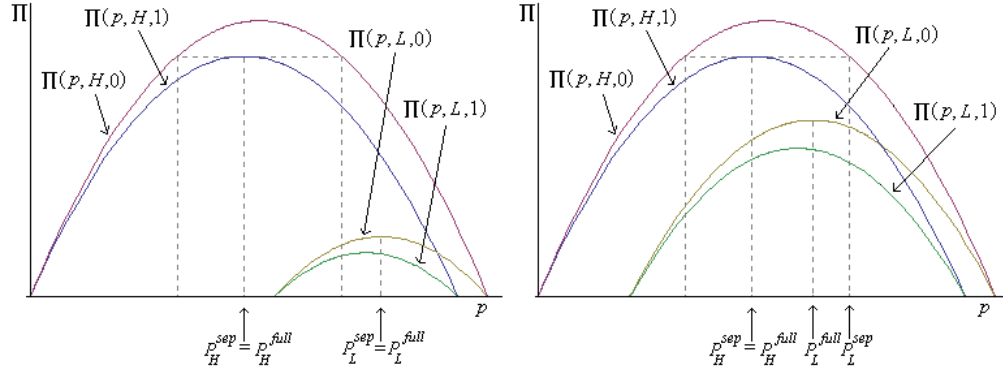 Π
Π(p,H,1)
Π(p,H,0)
Π(p,L,0)
Π(p,L,1)
p
p_H^sep = p_H^full
p_L^sep = p_L^full
Π
Π(p,H,1)
Π(p,H,0)
Π(p,L,0)
Π(p,L,1)
p
p_H^sep = p_H^full
p_L^full
p_L^sep